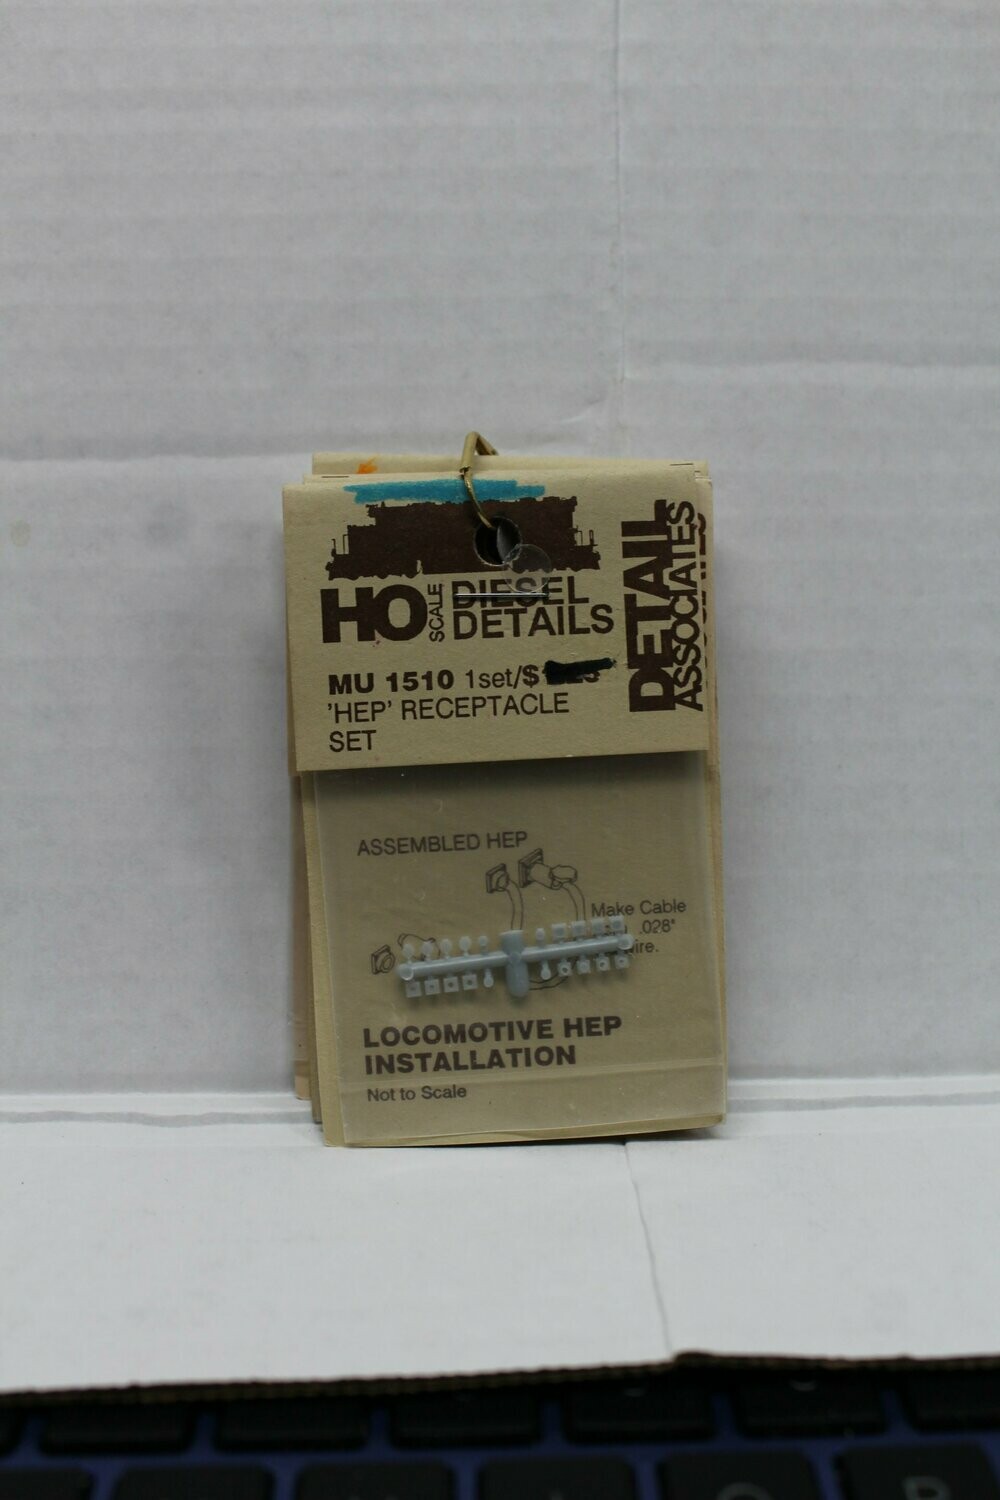 HO SCALE DIESEL DETAILS
DETAIL ASSOCIATES
MU 1510 1set/$
'HEP' RECEPTACLE
SET
ASSEMBLED HEP
Make Cable
.028"
wire.
LOCOMOTIVE HEP
INSTALLATION
Not to Scale